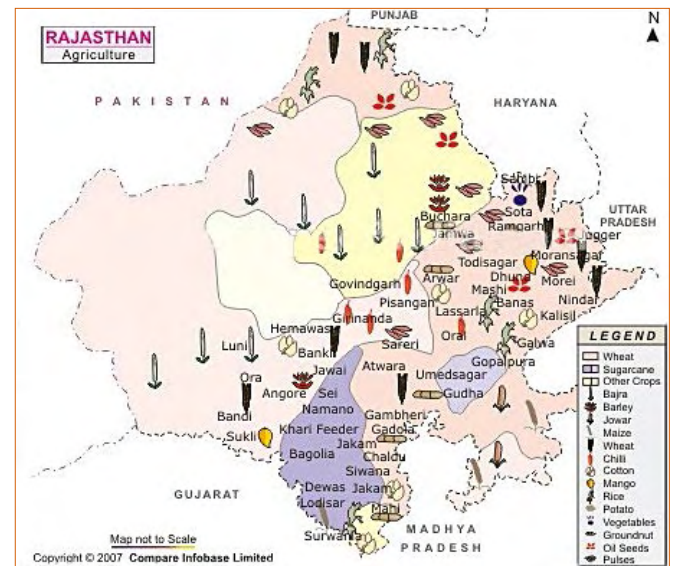 PUNJAB
N
RAJASTHAN
Agriculture
PAKISTAN
HARYANA
UTTAR
PRADESH
Buchara
Sota
Jamwa
Ramgarh
Jugger
Todisagar
Moransagar
Govindgarh
Arwar
Dhund
Morei
Mashi
Pisangan
Banas
Nindar
Lassaria
Kalisil
Girinanda
Hemawas
Oral
Luni
Sareri
Galwa
Bankli
Gopalpura
Jawai
Atwara
Umedsagar
Ora
Angore
Sei
Gudha
Namano
Bandi
Gambheri
Sukli
Khari Feeder
Gadola
Jakam
Bagolia
Chaldu
Siwana
GUJARAT
Dewas
Jakam
Lodisar
Mahi
MADHYA
PRADESH
Surwania
Map not to Scale
Copyright © 2007 Compare Infobase Limited
LEGEND
Wheat
Sugarcane
Other Crops
Bajra
Barley
Jowar
Maize
Wheat
Chilli
Cotton
Mango
Rice
Potato
Vegetables
Groundnut
Oil Seeds
Pulses